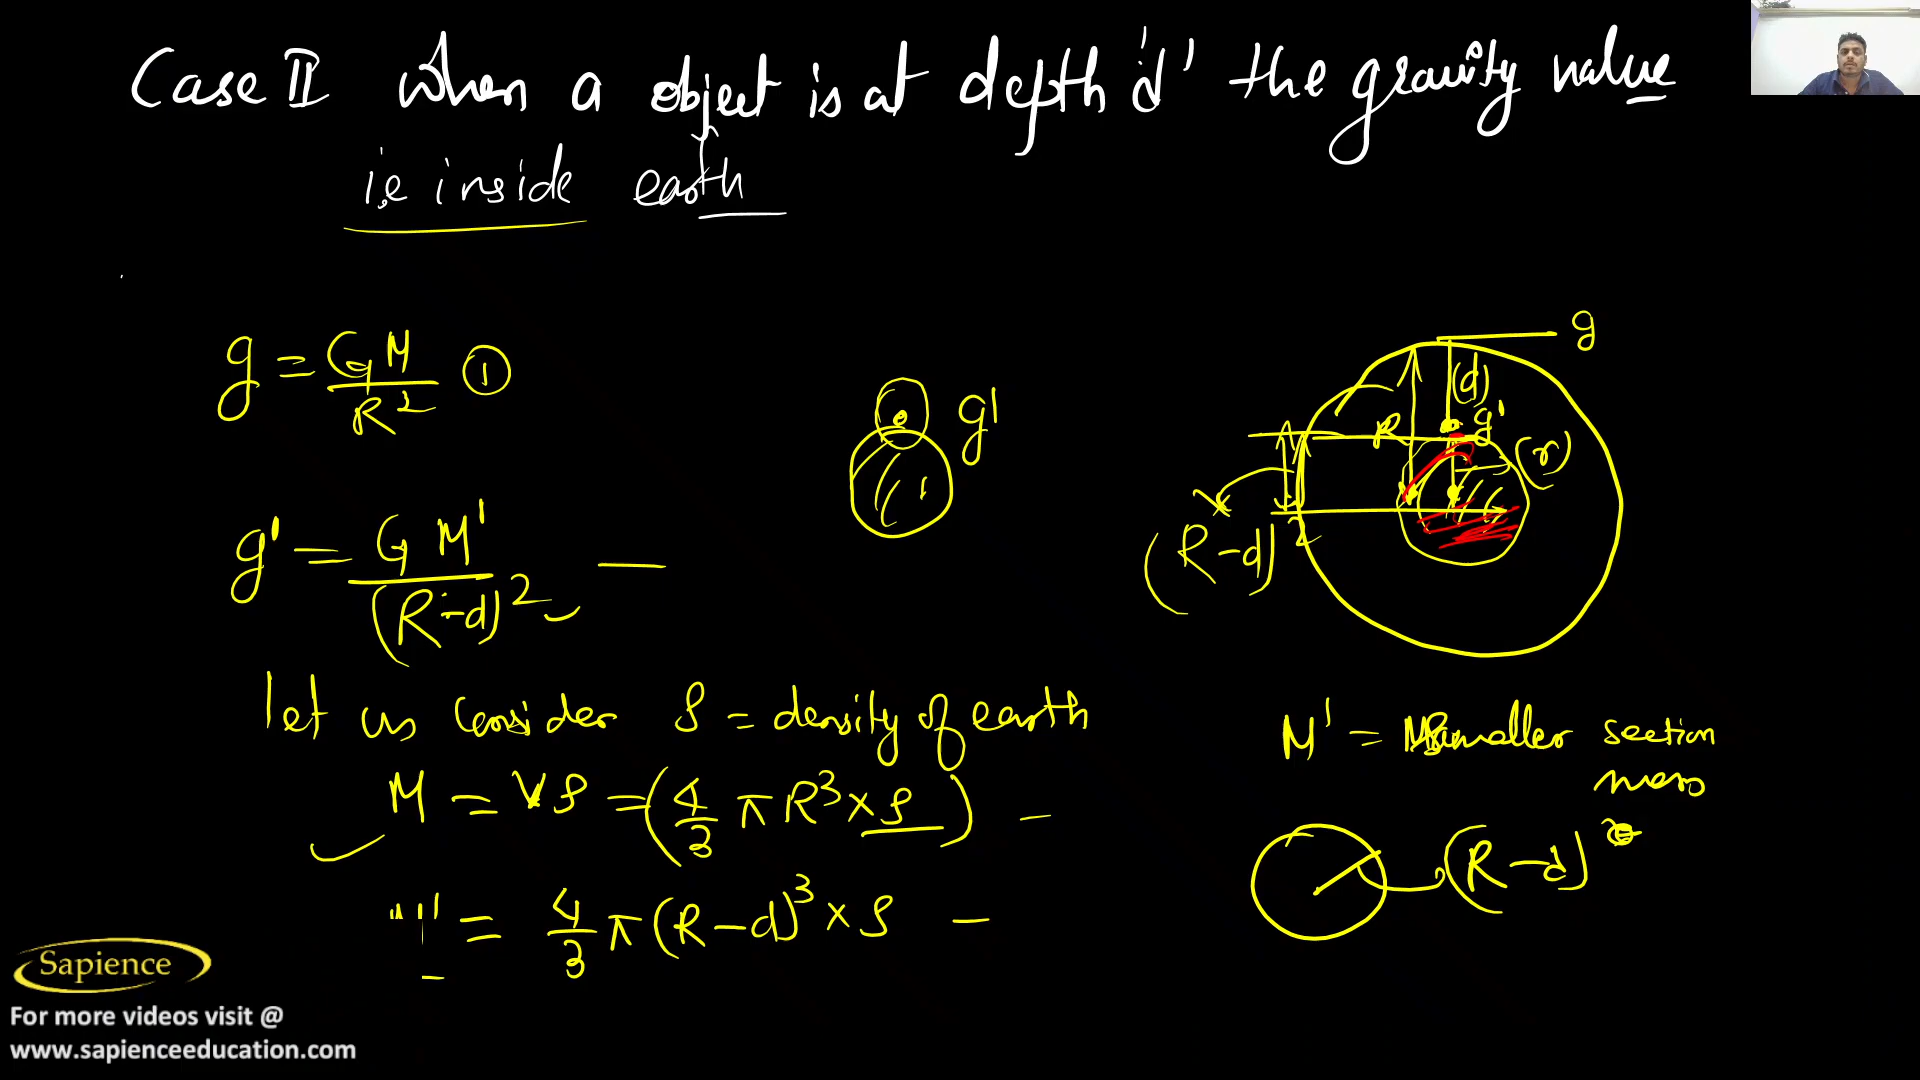 Case II when a object is at depth 'd' the gravity value
i.e inside earth
g = GM/R² ①
g' = GM'/(R-d)² —
g
(d)
g'
R
(r)
(R-d)²
g'
let us consider ρ = density of earth
M = Vρ = (4/3 π R³ × ρ) —
= 4/3 π (R-d)³ × ρ —
M' = smaller section
mass
(R-d)
Sapience
For more videos visit @
www.sapienceeducation.com